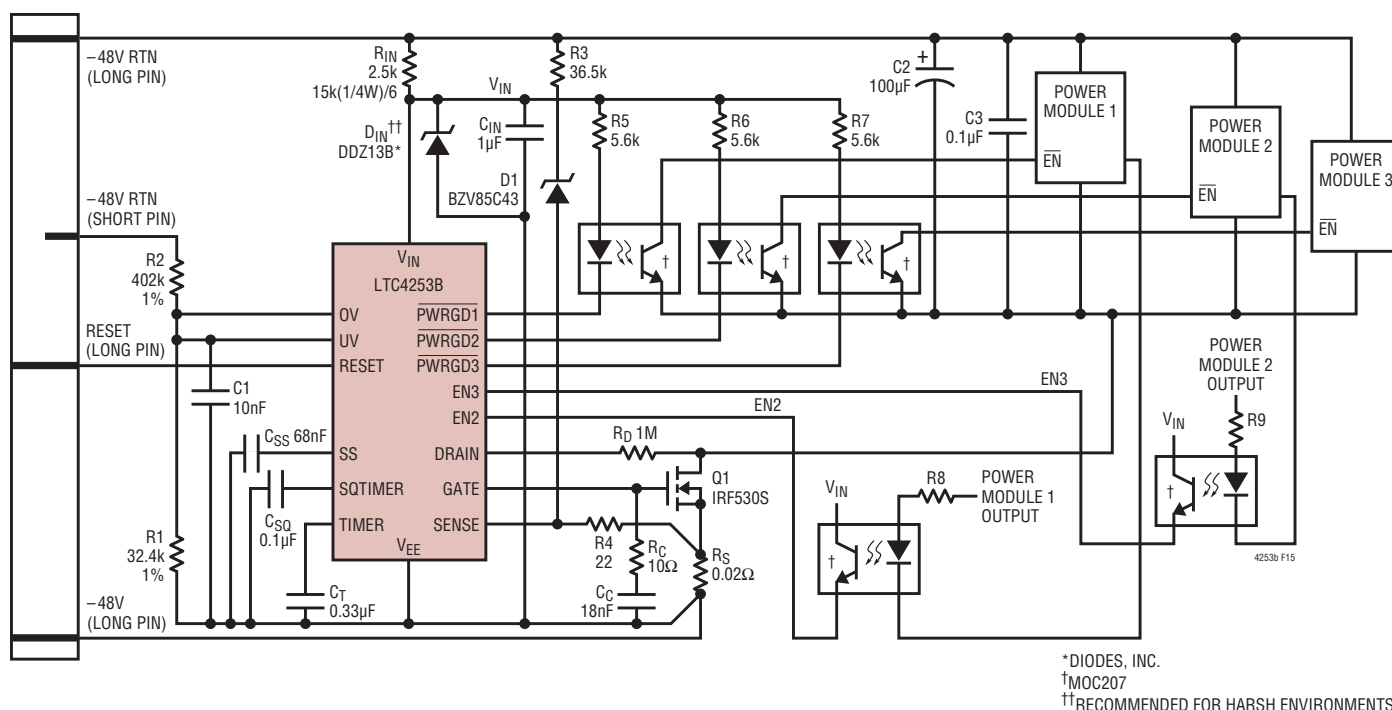 −48V RTN
(LONG PIN)
RIN
2.5k
15k(1/4W)/6
R3
36.5k
VIN
DIN††
DDZ13B*
CIN
1µF
D1
BZV85C43
R5
5.6k
R6
5.6k
R7
5.6k
C2
100µF
+
C3
0.1µF
POWER
MODULE 1
EN
POWER
MODULE 2
EN
POWER
MODULE 3
EN
−48V RTN
(SHORT PIN)
R2
402k
1%
RESET
(LONG PIN)
VIN
LTC4253B
OV
UV
RESET
SS
SQTIMER
TIMER
VEE
PWRGD1
PWRGD2
PWRGD3
EN3
EN2
DRAIN
GATE
SENSE
†
†
†
C1
10nF
CSS 68nF
CSQ
0.1µF
R1
32.4k
1%
CT
0.33µF
−48V
(LONG PIN)
RD 1M
Q1
IRF530S
R4
22
RC
10Ω
CC
18nF
RS
0.02Ω
EN3
EN2
VIN
†
R8
POWER
MODULE 1
OUTPUT
POWER
MODULE 2
OUTPUT
VIN
R9
†
4253b F15
*DIODES, INC.
†MOC207
††RECOMMENDED FOR HARSH ENVIRONMENTS